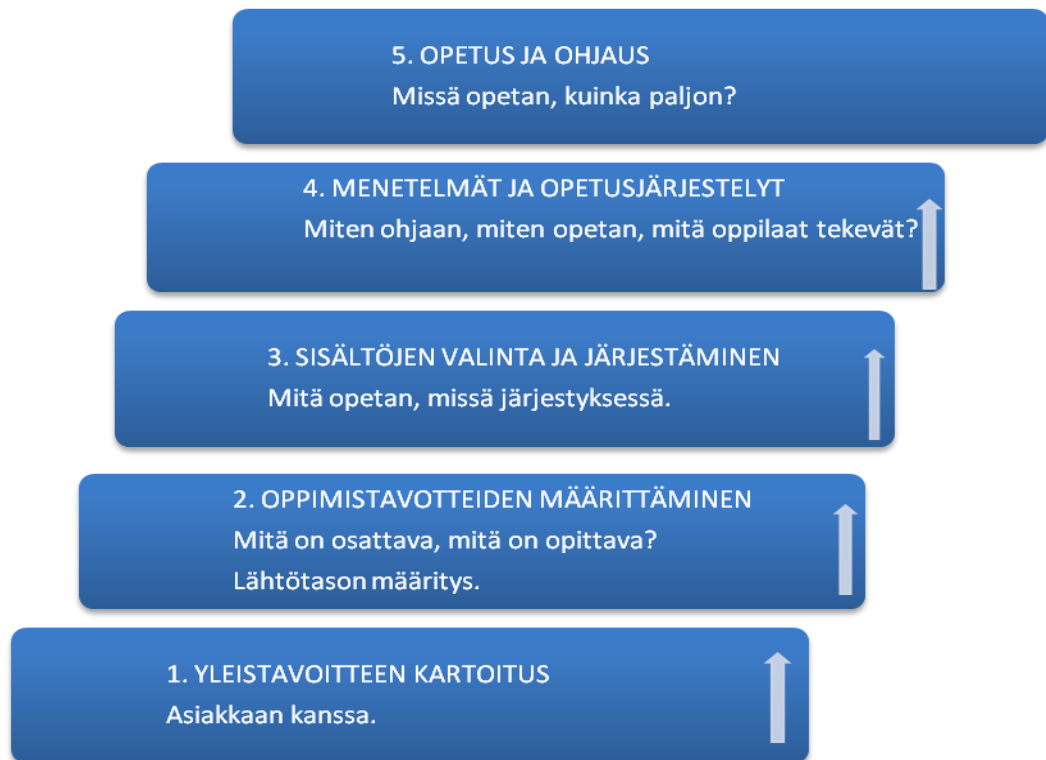 5. OPETUS JA OHJAUS
Missä opetan, kuinka paljon?
4. MENETELMÄT JA OPETUSJÄRJESTELYT
Miten ohjaan, miten opetan, mitä oppilaat tekevät?
3. SISÄLTÖJEN VALINTA JA JÄRJESTÄMINEN
Mitä opetan, missä järjestyksessä.
2. OPPIMISTAVOTTEIDEN MÄÄRITTÄMINEN
Mitä on osattava, mitä on opittava?
Lähtötason määritys.
1. YLEISTAVOITTEEN KARTOITUS
Asiakkaan kanssa.